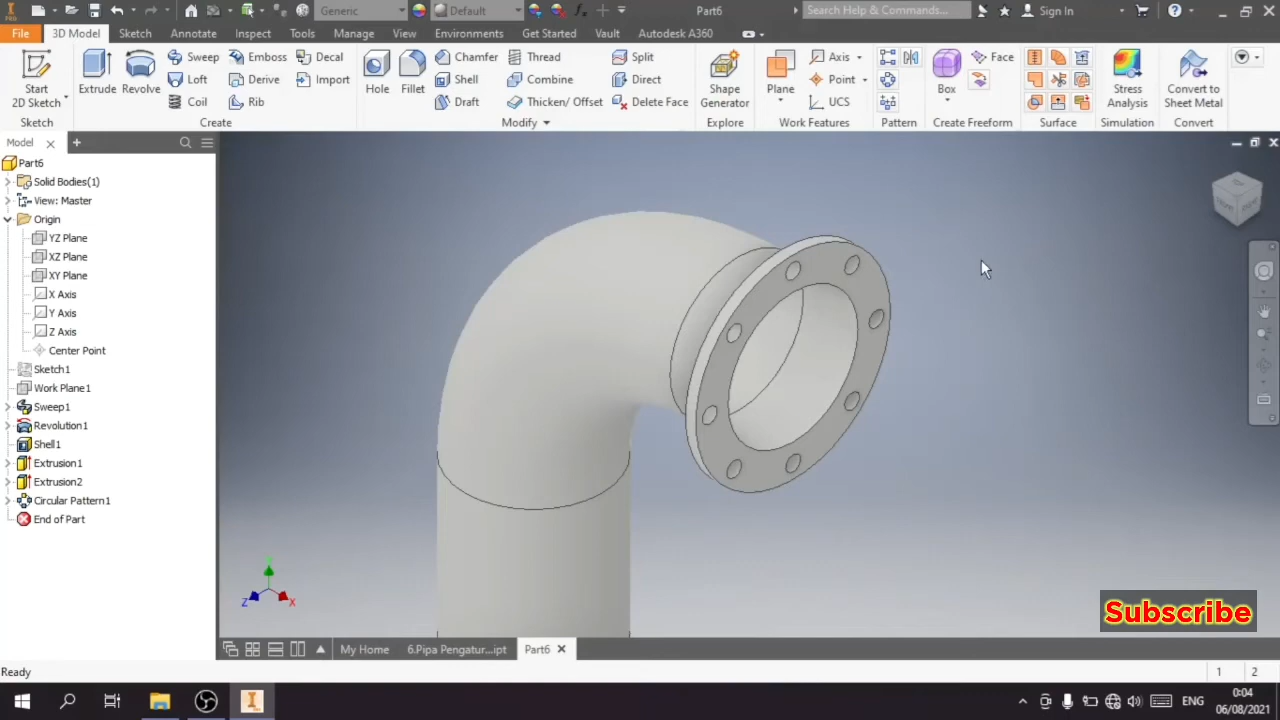 Generic
Default
Part6
Search Help & Commands...
Sign In
File
3D Model
Sketch
Annotate
Inspect
Tools
Manage
View
Environments
Get Started
Vault
Autodesk A360
Start
2D Sketch
Sketch
Extrude
Revolve
Sweep
Loft
Coil
Emboss
Derive
Rib
Decal
Import
Create
Hole
Fillet
Chamfer
Shell
Draft
Thread
Combine
Thicken/ Offset
Split
Direct
Delete Face
Modify
Shape
Generator
Explore
Plane
Axis
Point
UCS
Work Features
Pattern
Box
Face
Create Freeform
Surface
Stress
Analysis
Simulation
Convert to
Sheet Metal
Convert
Model
Part6
Solid Bodies(1)
View: Master
Origin
YZ Plane
XZ Plane
XY Plane
X Axis
Y Axis
Z Axis
Center Point
Sketch1
Work Plane1
Sweep1
Revolution1
Shell1
Extrusion1
Extrusion2
Circular Pattern1
End of Part
Z
X
Subscribe
My Home
6.Pipa Pengatur...ipt
Part6
Ready
1
2
ENG
0:04
06/08/2021